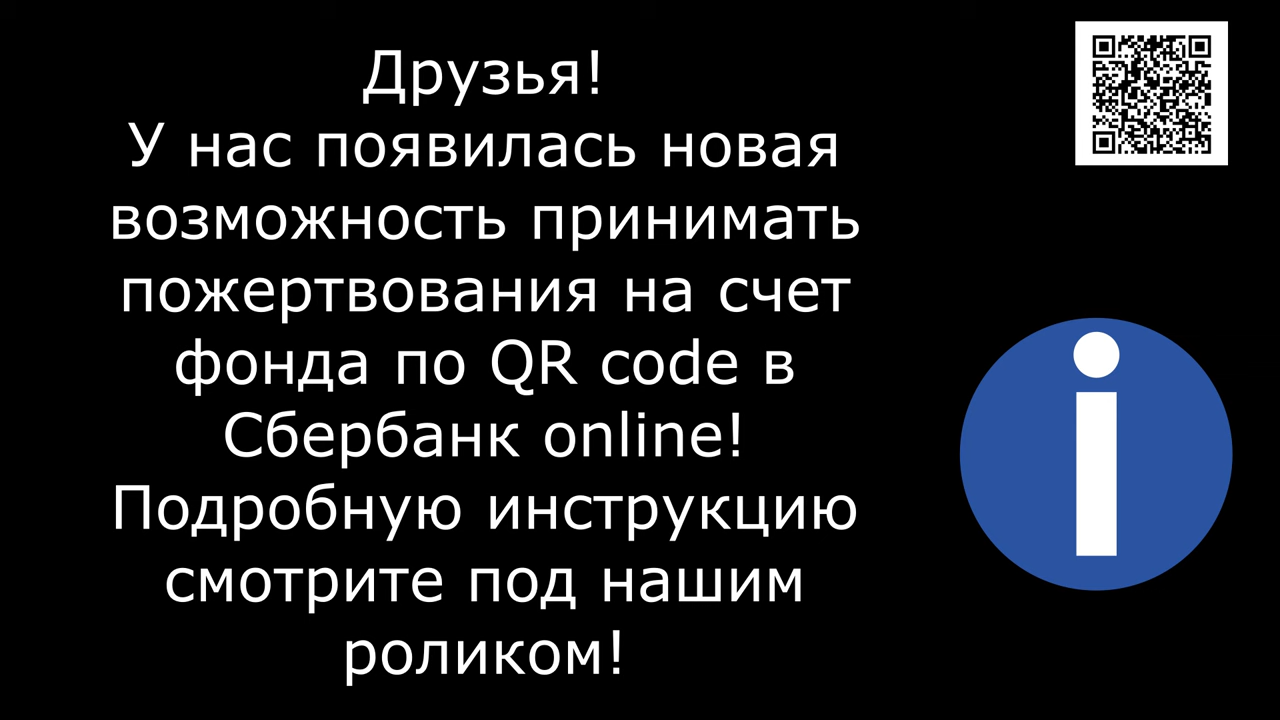 Друзья!
У нас появилась новая
возможность принимать
пожертвования на счет
фонда по QR code в
Сбербанк online!
Подробную инструкцию
смотрите под нашим
роликом!
i